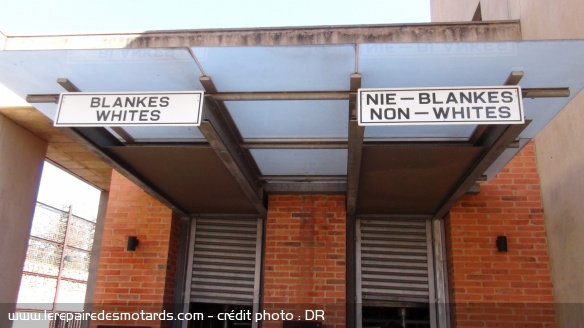 BLANKES
WHITES
NIE-BLANKES
NON-WHITES
www.lerepairedesmotards.com - crédit photo : DR